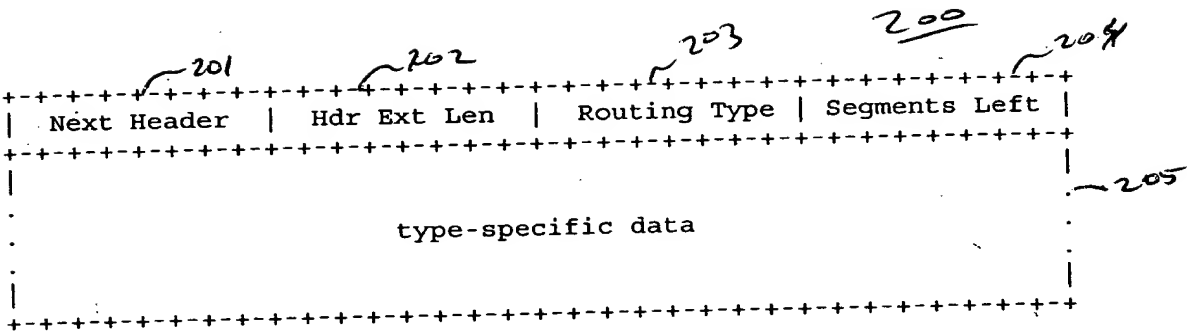 200
201 202 203 204
+-+-+-+-+-+-+-+-+-+-+-+-+-+-+-+-+-+-+-+-+-+-+-+-+-+-+-+-+-+-+-+-+
| Next Header | Hdr Ext Len | Routing Type | Segments Left |
+-+-+-+-+-+-+-+-+-+-+-+-+-+-+-+-+-+-+-+-+-+-+-+-+-+-+-+-+-+-+-+-+
| |
. . 205
. type-specific data .
. .
| |
+-+-+-+-+-+-+-+-+-+-+-+-+-+-+-+-+-+-+-+-+-+-+-+-+-+-+-+-+-+-+-+-+